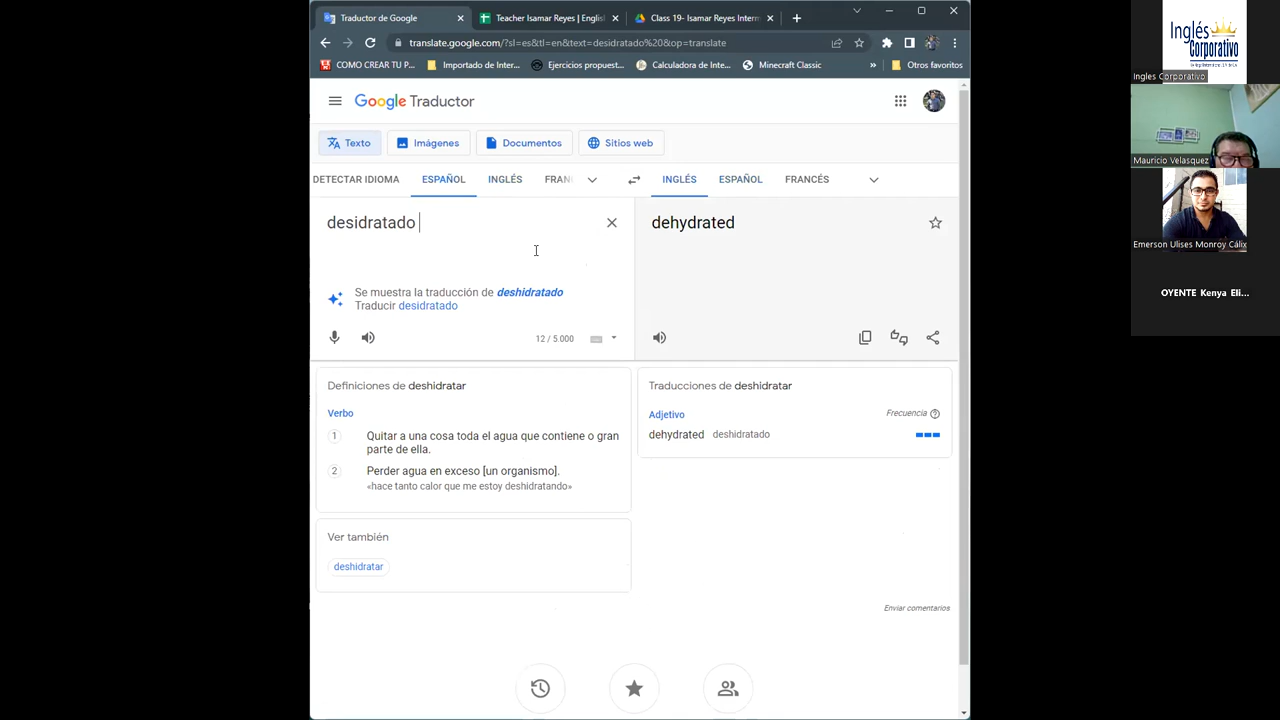 Traductor de Google
Teacher Isamar Reyes | English
Class 19- Isamar Reyes Interm
translate.google.com/?sl=es&tl=en&text=desidratado%20&op=translate
COMO CREAR TU P...
Importado de Inter...
Ejercicios propuest...
Calculadora de Inte...
Minecraft Classic
»
Otros favoritos
Google Traductor
Texto
Imágenes
Documentos
Sitios web
DETECTAR IDIOMA
ESPAÑOL
INGLÉS
FRAN
INGLÉS
ESPAÑOL
FRANCÉS
desidratado
dehydrated
Se muestra la traducción de deshidratado
Traducir desidratado
12 / 5.000
Definiciones de deshidratar
Verbo
1 Quitar a una cosa toda el agua que contiene o gran
parte de ella.
2 Perder agua en exceso [un organismo].
«hace tanto calor que me estoy deshidratando»
Ver también
deshidratar
Traducciones de deshidratar
Adjetivo
Frecuencia
dehydrated deshidratado
Enviar comentarios
Inglés
Corporativo
Ingles Corporativo
Mauricio Velasquez
Emerson Ulises Monroy Cálix
OYENTE Kenya Eli...